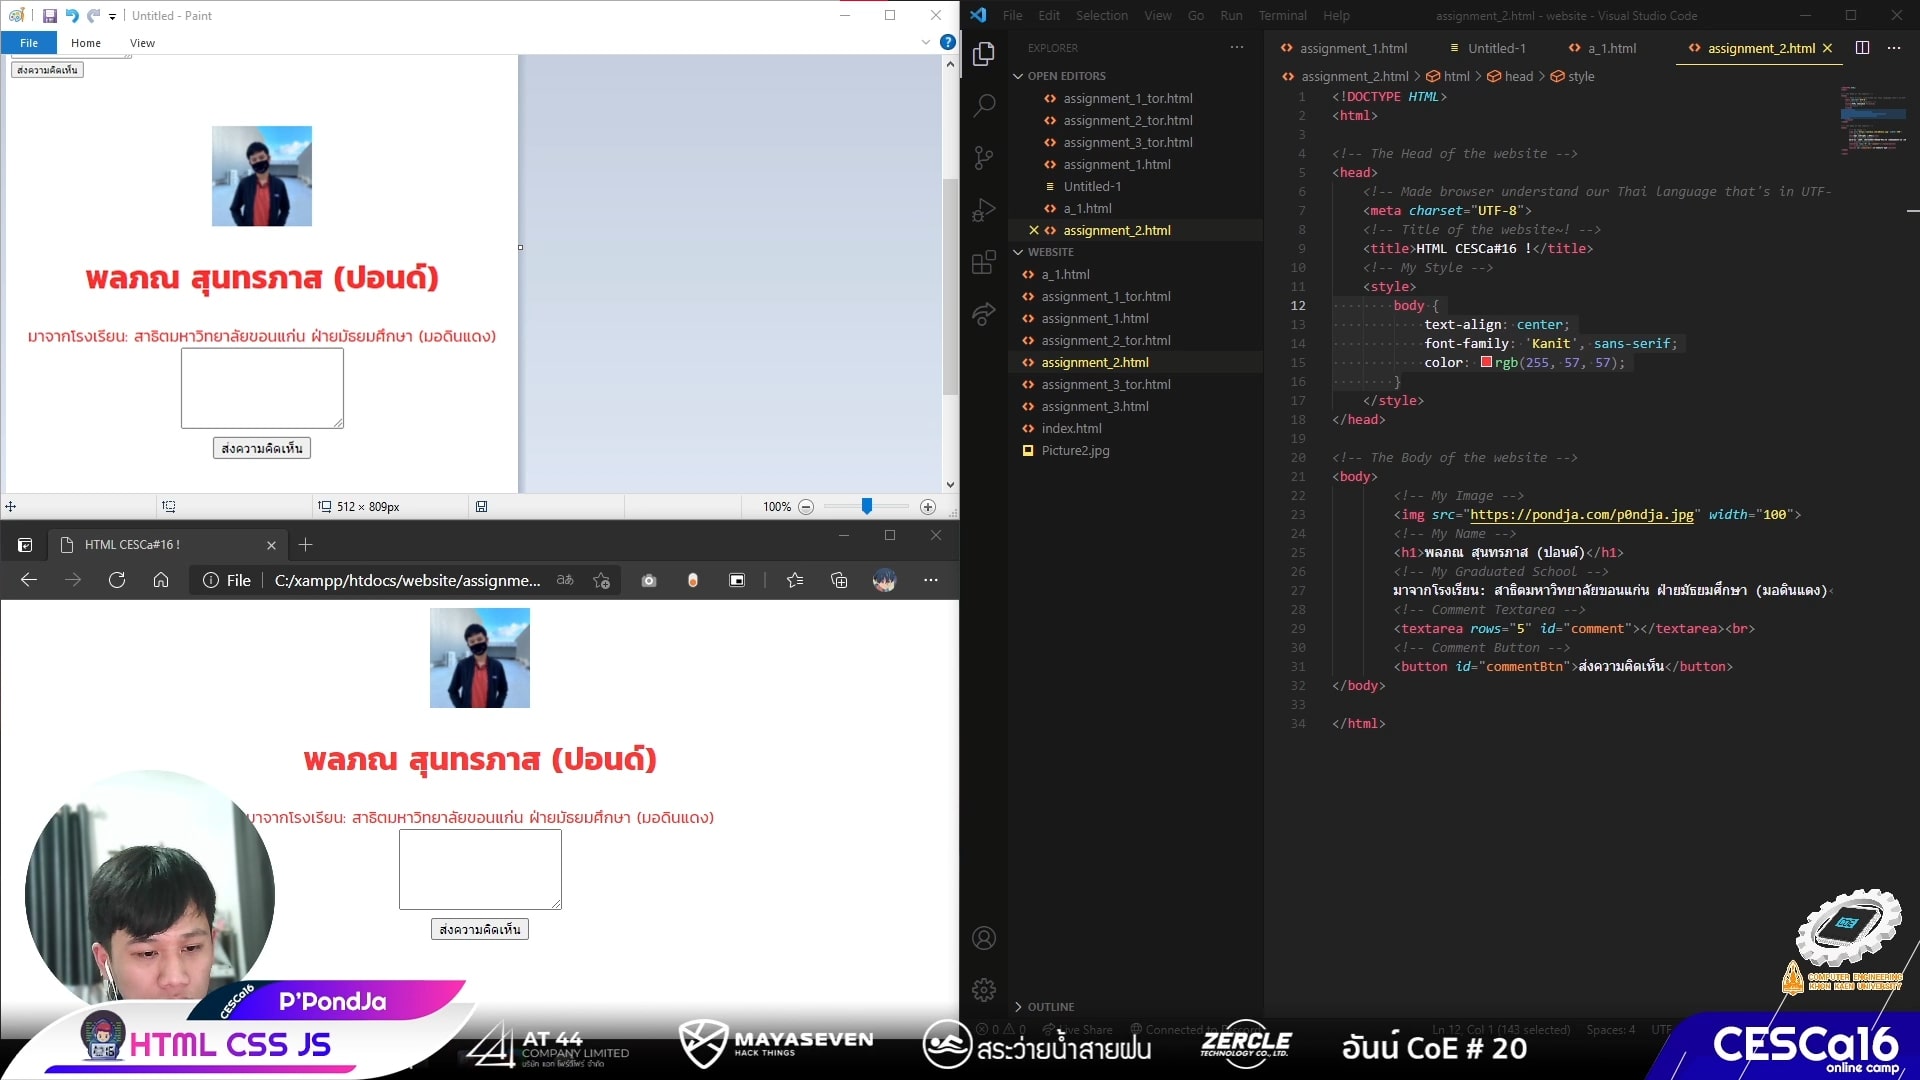 Untitled - Paint
File Home View
ส่งความคิดเห็น
พลภณ สุนทรภาส (ปอนด์)
มาจากโรงเรียน: สาธิตมหาวิทยาลัยขอนแก่น ฝ่ายมัธยมศึกษา (มอดินแดง)
ส่งความคิดเห็น
512 × 809px
100%
HTML CESCa#16 !
File C:/xampp/htdocs/website/assignme...
พลภณ สุนทรภาส (ปอนด์)
มาจากโรงเรียน: สาธิตมหาวิทยาลัยขอนแก่น ฝ่ายมัธยมศึกษา (มอดินแดง)
ส่งความคิดเห็น
File Edit Selection View Go Run Terminal Help
assignment_2.html - website - Visual Studio Code
EXPLORER
OPEN EDITORS
assignment_1_tor.html
assignment_2_tor.html
assignment_3_tor.html
assignment_1.html
Untitled-1
a_1.html
assignment_2.html
WEBSITE
a_1.html
assignment_1_tor.html
assignment_1.html
assignment_2_tor.html
assignment_2.html
assignment_3_tor.html
assignment_3.html
index.html
Picture2.jpg
OUTLINE
assignment_1.html Untitled-1 a_1.html assignment_2.html
assignment_2.html > html > head > style
1 <!DOCTYPE HTML>
2 <html>
3
4 <!-- The Head of the website -->
5 <head>
6 <!-- Made browser understand our Thai language that's in UTF-
7 <meta charset="UTF-8">
8 <!-- Title of the website~! -->
9 <title>HTML CESCa#16 !</title>
10 <!-- My Style -->
11 <style>
12 body {
13 text-align: center;
14 font-family: 'Kanit', sans-serif;
15 color: rgb(255, 57, 57);
16 }
17 </style>
18 </head>
19
20 <!-- The Body of the website -->
21 <body>
22 <!-- My Image -->
23 <img src="https://pondja.com/p0ndja.jpg" width="100">
24 <!-- My Name -->
25 <h1>พลภณ สุนทรภาส (ปอนด์)</h1>
26 <!-- My Graduated School -->
27 มาจากโรงเรียน: สาธิตมหาวิทยาลัยขอนแก่น ฝ่ายมัธยมศึกษา (มอดินแดง)<
28 <!-- Comment Textarea -->
29 <textarea rows="5" id="comment"></textarea><br>
30 <!-- Comment Button -->
31 <button id="commentBtn">ส่งความคิดเห็น</button>
32 </body>
33
34 </html>
0 0 Live Share Connected to Discord
Ln 12, Col 1 (143 selected) Spaces: 4 UTF
CESCa16 P'PondJa
HTML CSS JS
AT 44
COMPANY LIMITED
MAYASEVEN
HACK THINGS
สระว่ายน้ำสายฝน
ZERCLE
TECHNOLOGY CO., LTD.
อันน์ CoE # 20
COMPUTER ENGINEERING
KHON KAEN UNIVERSITY
CESCa16
online camp